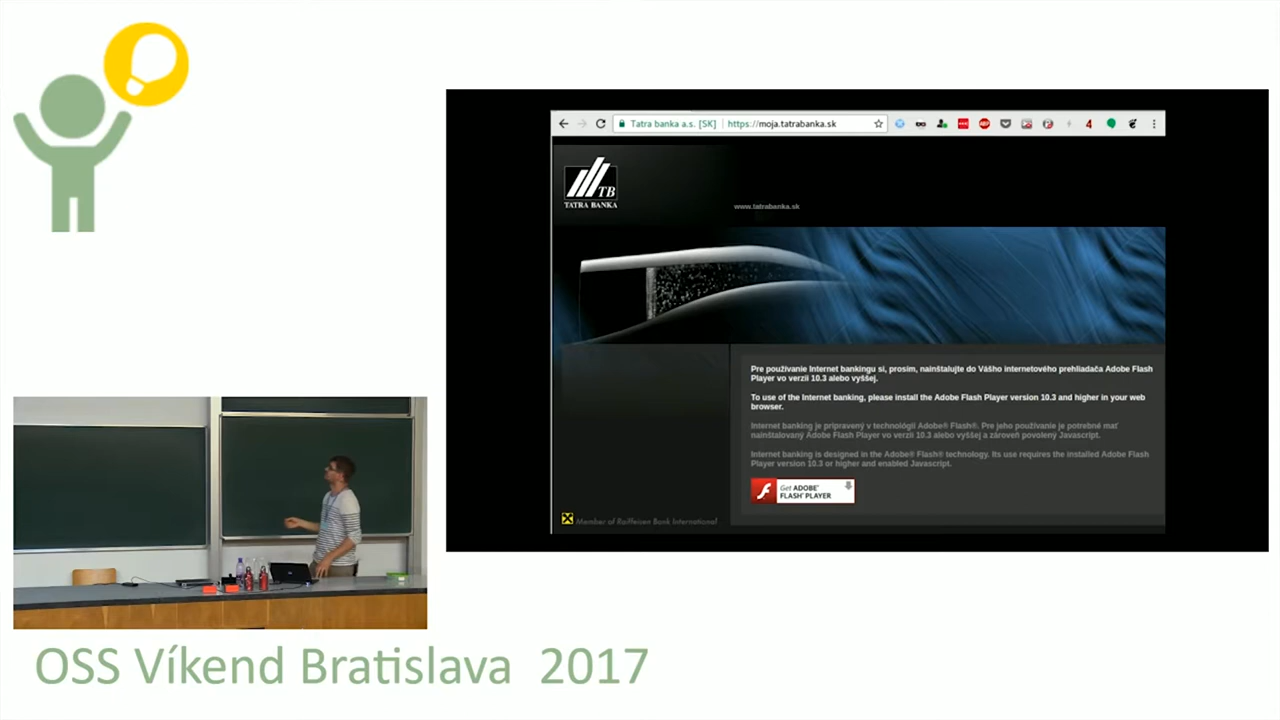 Tatra banka a.s. [SK] https://moja.tatrabanka.sk
4
TB
TATRA BANKA
www.tatrabanka.sk
Pre používanie Internet bankingu si, prosím, nainštalujte do Vášho internetového prehliadača Adobe Flash
Player vo verzii 10.3 alebo vyššej.
To use of the Internet banking, please install the Adobe Flash Player version 10.3 and higher in your web
browser.
Internet banking je pripravený v technológii Adobe® Flash®. Pre jeho používanie je potrebné mať
nainštalovaný Adobe Flash Player vo verzii 10.3 alebo vyššej a zároveň povolený Javascript.
Internet banking is designed in the Adobe® Flash® technology. Its use requires the installed Adobe Flash
Player version 10.3 or higher and enabled Javascript.
Get ADOBE®
FLASH® PLAYER
Member of Raiffeisen Bank International
OSS Víkend Bratislava 2017